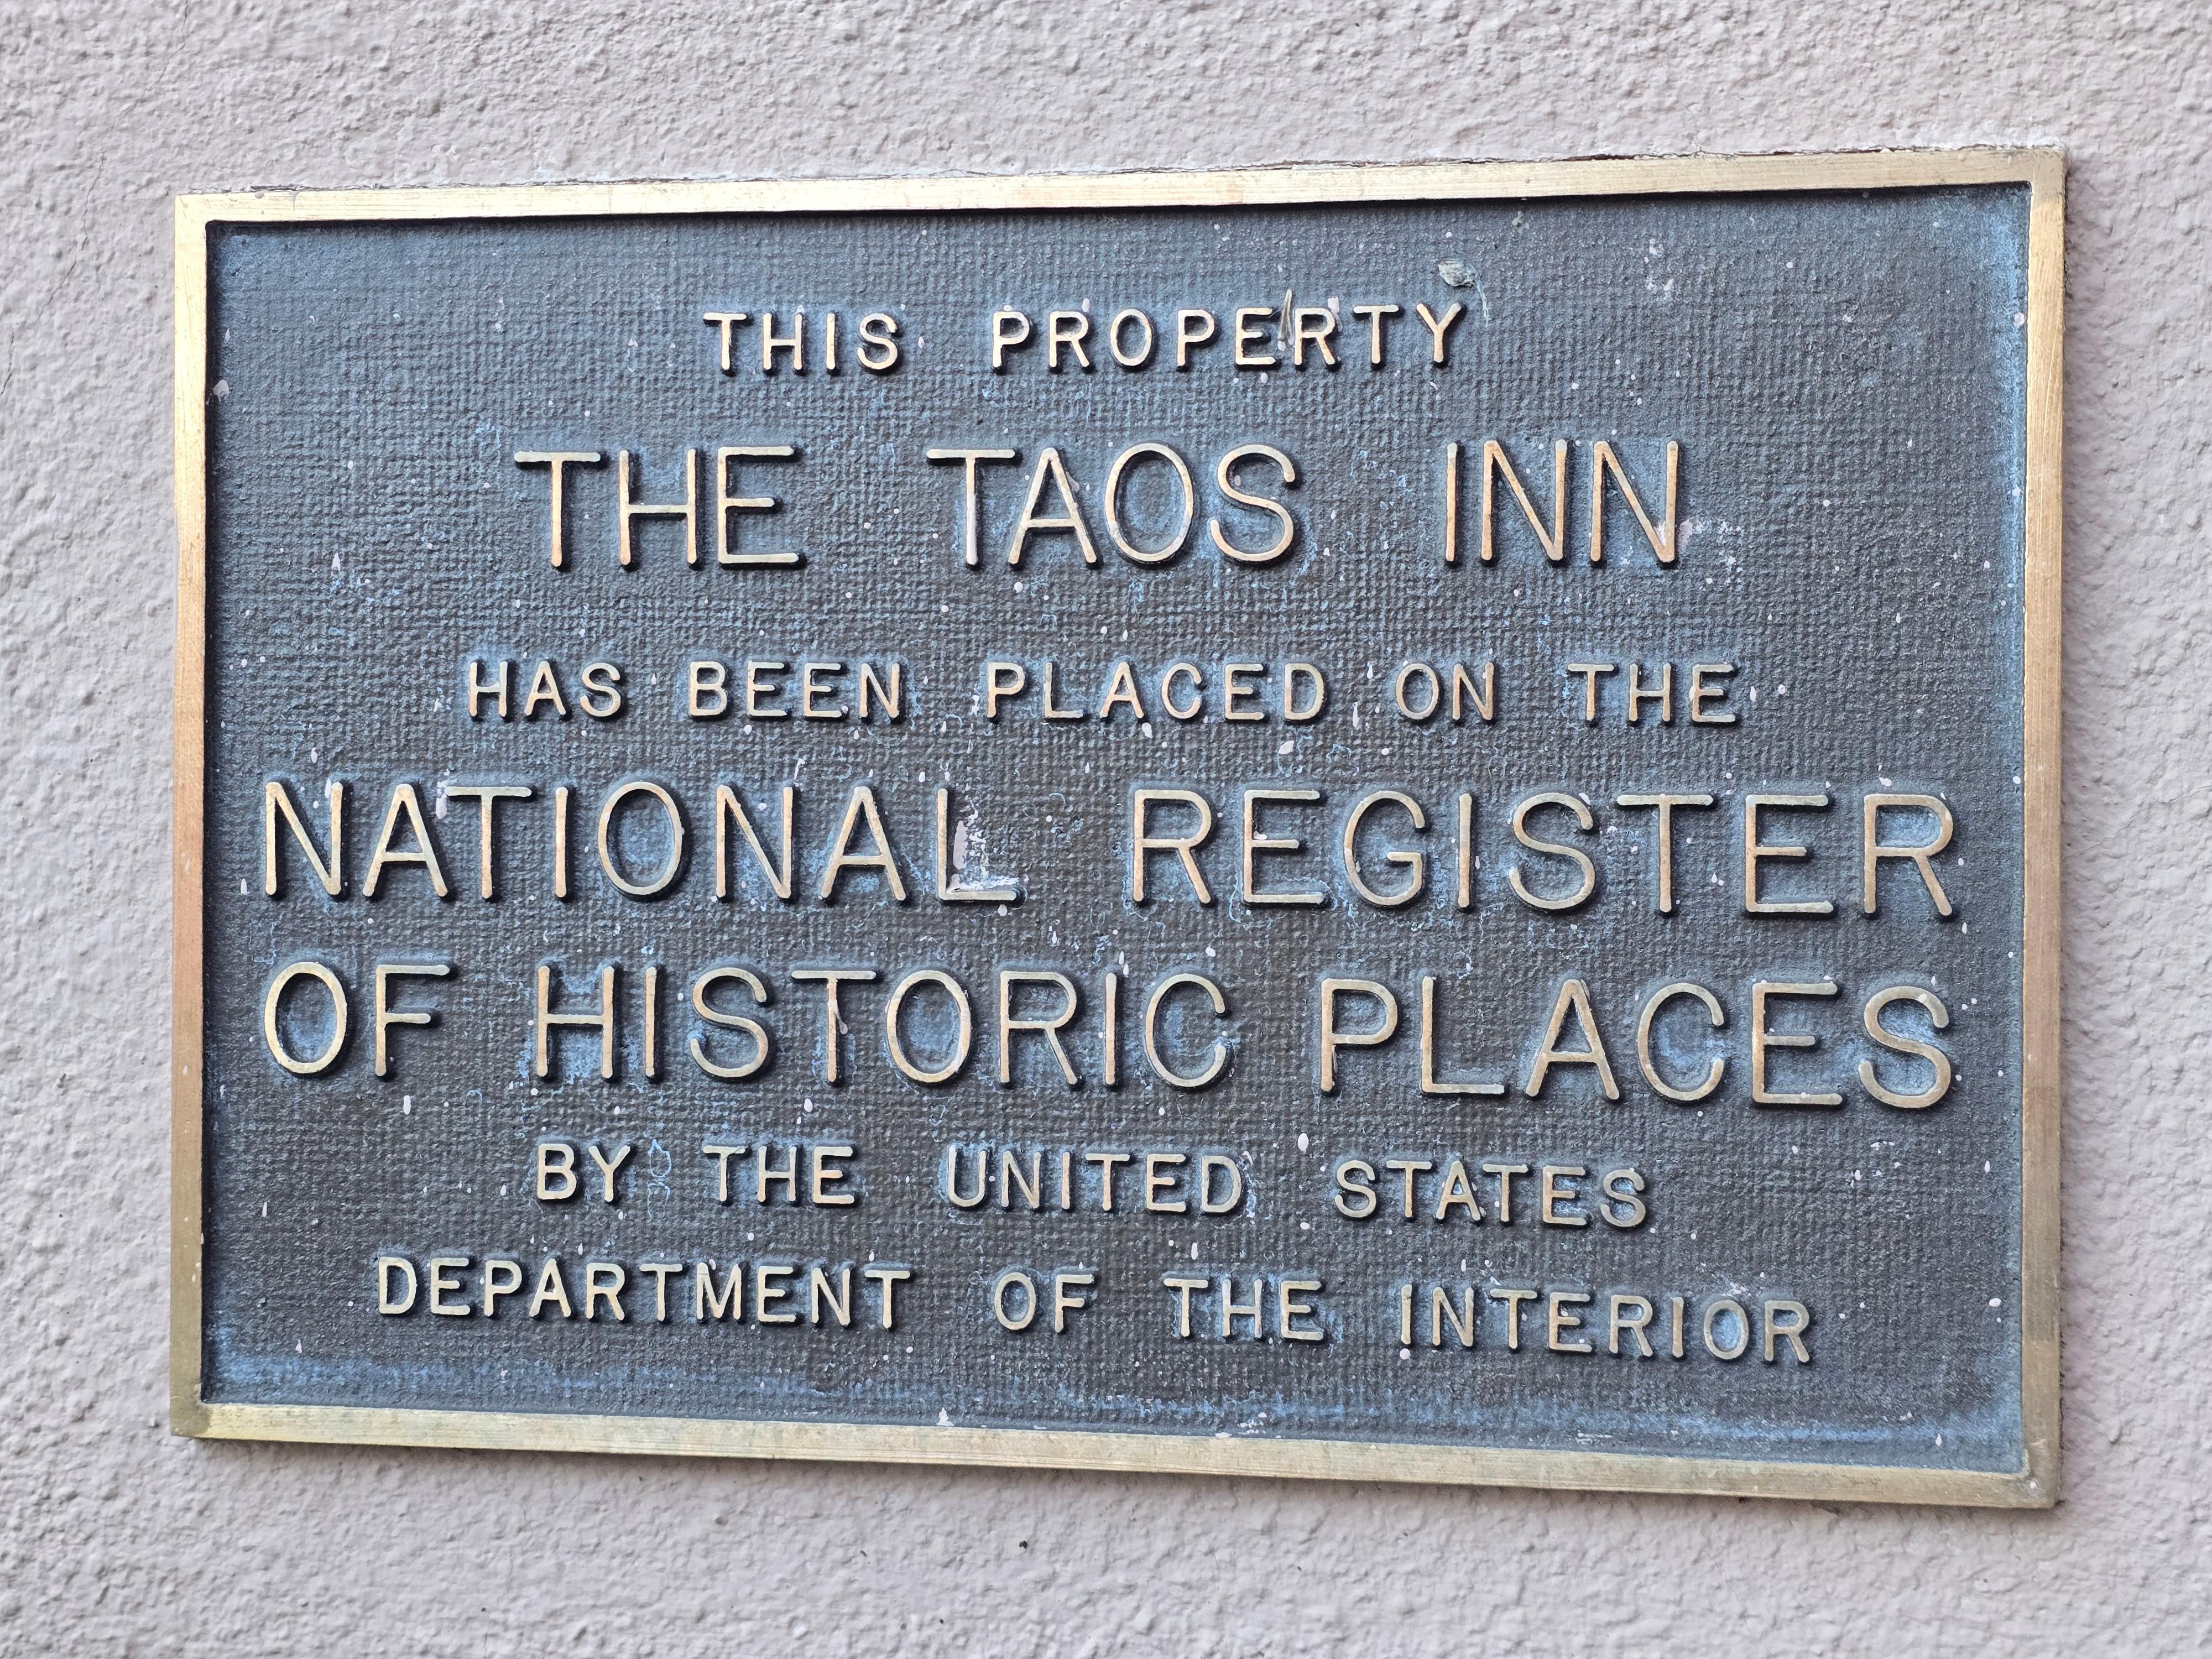 THIS PROPERTY
THE TAOS INN
HAS BEEN PLACED ON THE
NATIONAL REGISTER
OF HISTORIC PLACES
BY THE UNITED STATES
DEPARTMENT OF THE INTERIOR